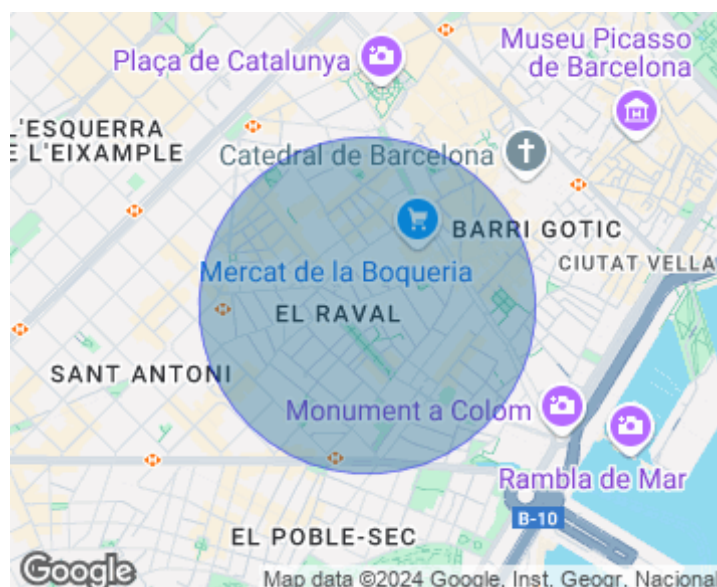 Museu Picasso
de Barcelona
Plaça de Catalunya
L'ESQUERRA
E L'EIXAMPLE
Catedral de Barcelona
BARRI GOTIC
CIUTAT VELLA
Mercat de la Boqueria
EL RAVAL
SANT ANTONI
Monument a Colom
Rambla de Mar
B-10
EL POBLE-SEC
Google
Map data ©2024 Google, Inst. Geogr. Nacional